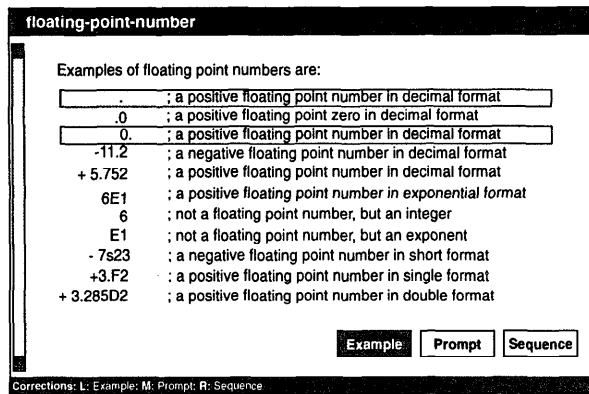 floating-point-number
Examples of floating point numbers are:
. ; a positive floating point number in decimal format
.0 ; a positive floating point zero in decimal format
0. ; a positive floating point number in decimal format
-11.2 ; a negative floating point number in decimal format
+ 5.752 ; a positive floating point number in decimal format
6E1 ; a positive floating point number in exponential format
6 ; not a floating point number, but an integer
E1 ; not a floating point number, but an exponent
- 7s23 ; a negative floating point number in short format
+3.F2 ; a positive floating point number in single format
+ 3.285D2 ; a positive floating point number in double format
Example Prompt Sequence
Corrections: L: Example: M: Prompt: R: Sequence